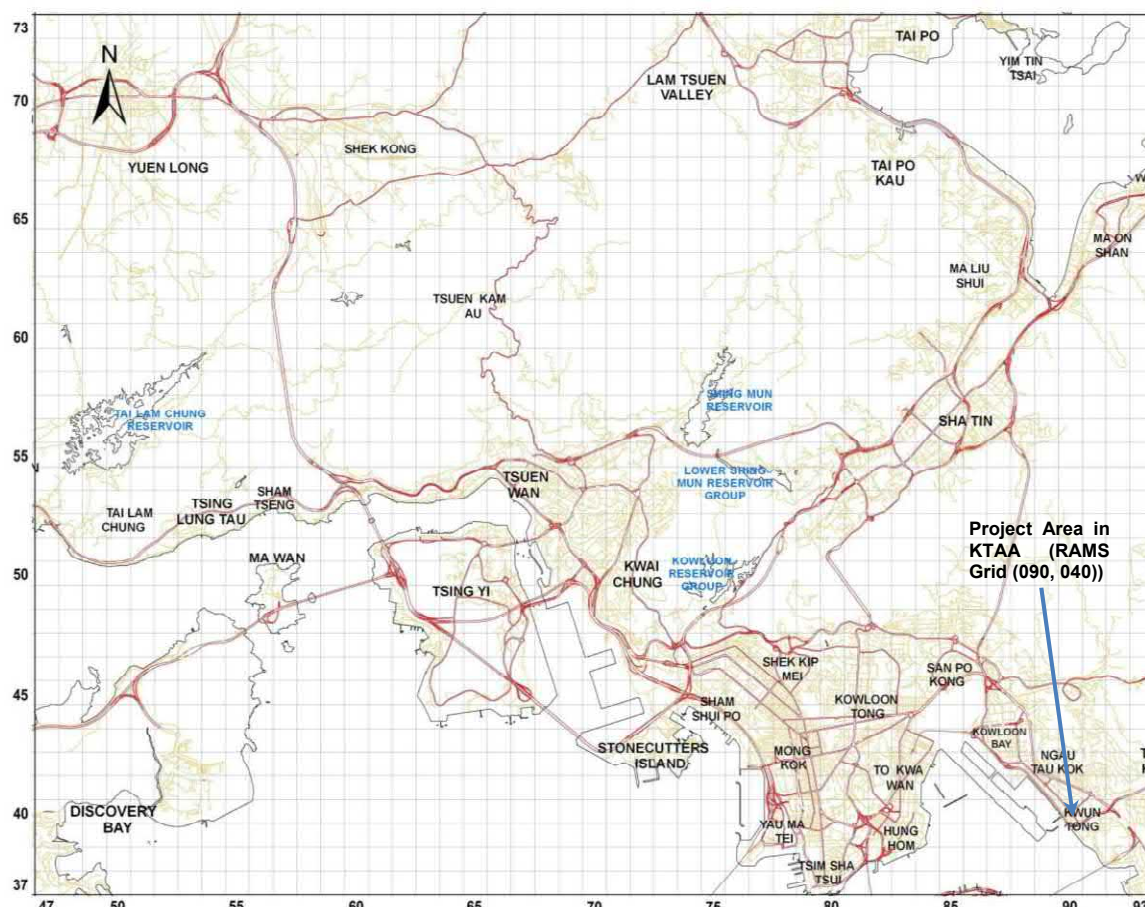 73
TAI PO
N
YIM TIN
TSAI
LAM TSUEN
VALLEY
70
SHEK KONG
YUEN LONG
TAI PO
KAU
W
65
MA ON
SHAN
MA LIU
SHUI
TSUEN KAM
AU
60
SHING MUN
RESERVOIR
TAI LAM CHUNG
RESERVOIR
SHA TIN
55
TSUEN
WAN
LOWER SHING
MUN RESERVOIR
GROUP
SHAM
TSENG
TSING
LUNG TAU
TAI LAM
CHUNG
Project Area in
KTAA (RAMS
Grid (090, 040))
MA WAN
50
KWAI
CHUNG
KOWLOON
RESERVOIR
GROUP
TSING YI
SHEK KIP
MEI
SAN PO
KONG
45
SHAM
SHUI PO
KOWLOON
TONG
KOWLOON
BAY
STONECUTTERS
ISLAND
MONG
KOK
NGAU
TAU KOK
TO KWA
WAN
40
DISCOVERY
BAY
KWUN
TONG
YAU MA
TEI
HUNG
HOM
TSIM SHA
TSUI
37
47 50 55 60 65 70 75 80 85 90 93